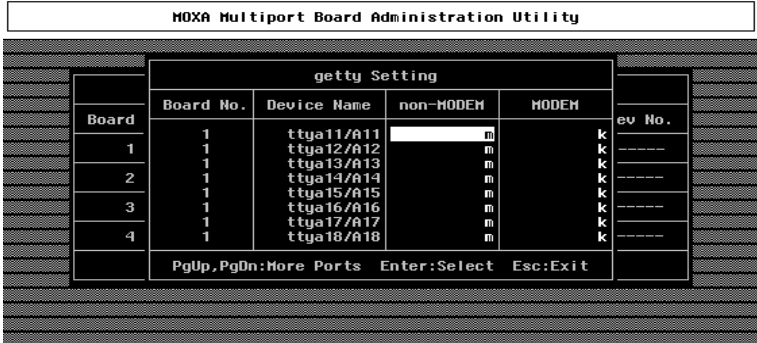 MOXA Multiport Board Administration Utility
getty Setting
Board No. Device Name non-MODEM MODEM
Board ev No.
1 ttya11/A11 m k
1 1 ttya12/A12 m k -----
1 ttya13/A13 m k
2 1 ttya14/A14 m k -----
1 ttya15/A15 m k
3 1 ttya16/A16 m k -----
1 ttya17/A17 m k
4 1 ttya18/A18 m k -----
PgUp,PgDn:More Ports Enter:Select Esc:Exit